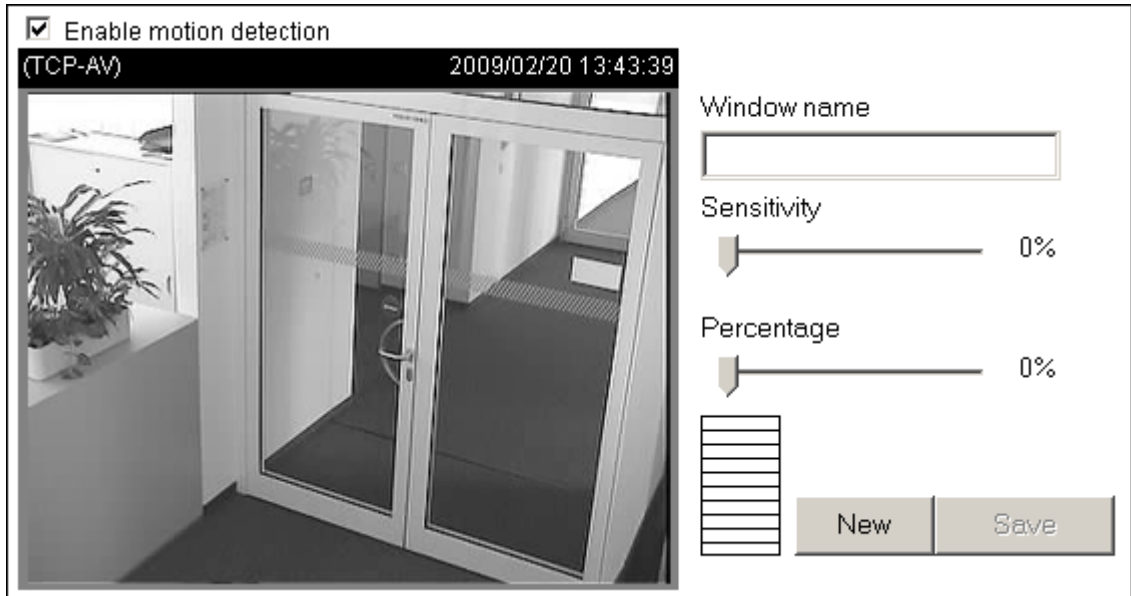 Enable motion detection
(TCP-AV) 2009/02/20 13:43:39
Window name
Sensitivity
0%
Percentage
0%
New
Save